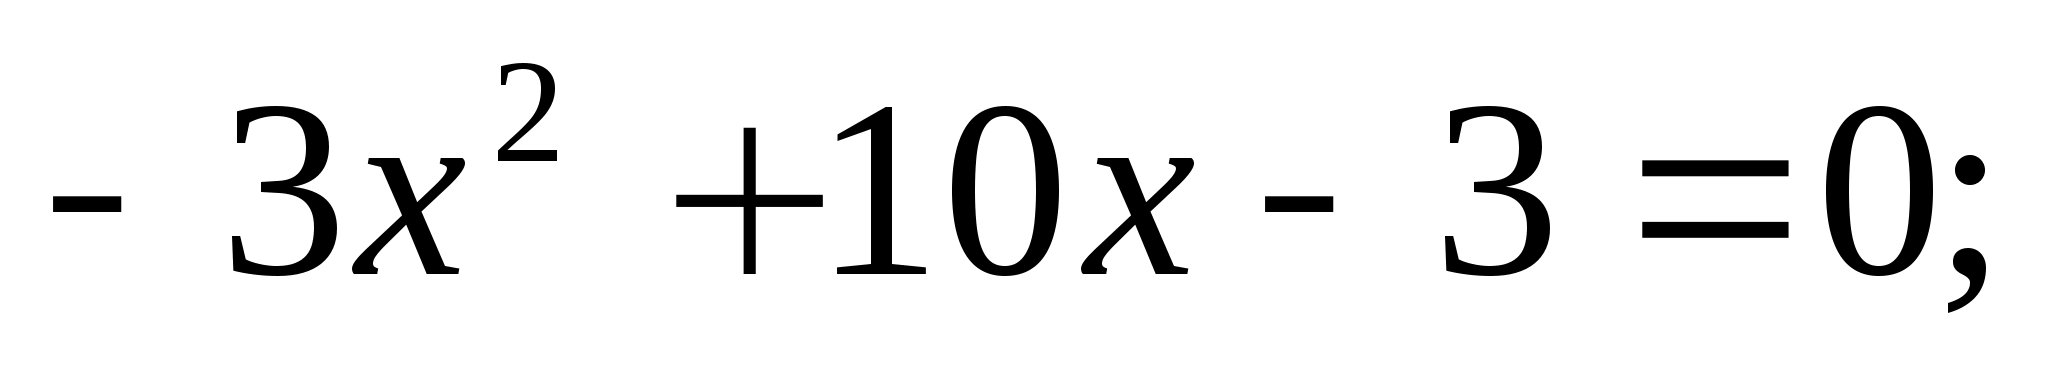 - 3x² +10x - 3 =0;